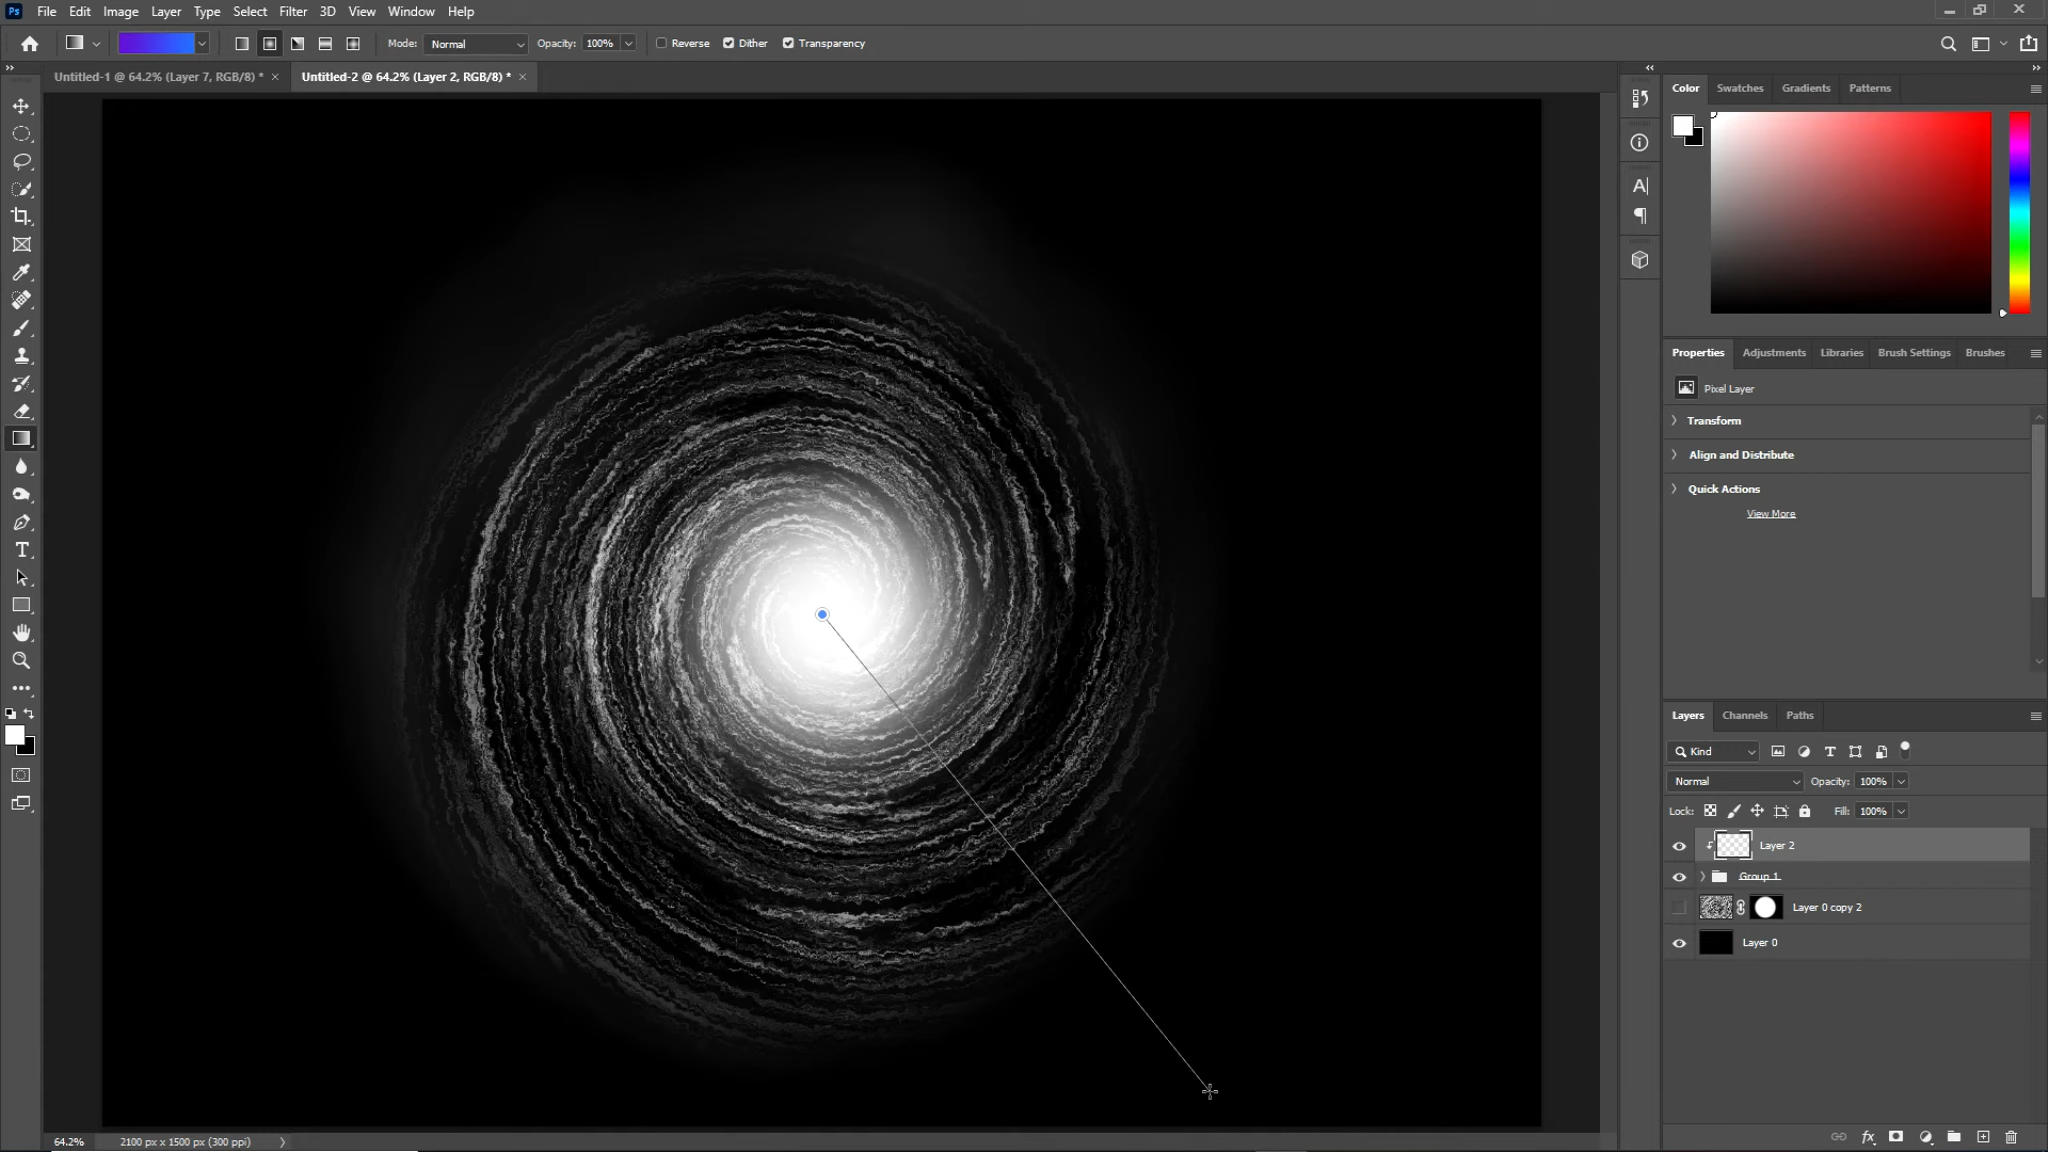 Ps File Edit Image Layer Type Select Filter 3D View Window Help
Mode: Normal Opacity: 100% Reverse Dither Transparency
Untitled-1 @ 64.2% (Layer 7, RGB/8) * Untitled-2 @ 64.2% (Layer 2, RGB/8) *
Color Swatches Gradients Patterns
Properties Adjustments Libraries Brush Settings Brushes
Pixel Layer
Transform
Align and Distribute
Quick Actions
View More
Layers Channels Paths
Kind
Normal Opacity: 100%
Lock: Fill: 100%
Layer 2
Group 1
Layer 0 copy 2
Layer 0
64.2% 2100 px x 1500 px (300 ppi)